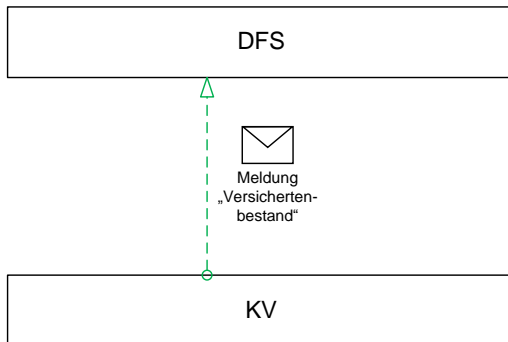 DFS
Meldung
„Versicherten-
bestand“
KV